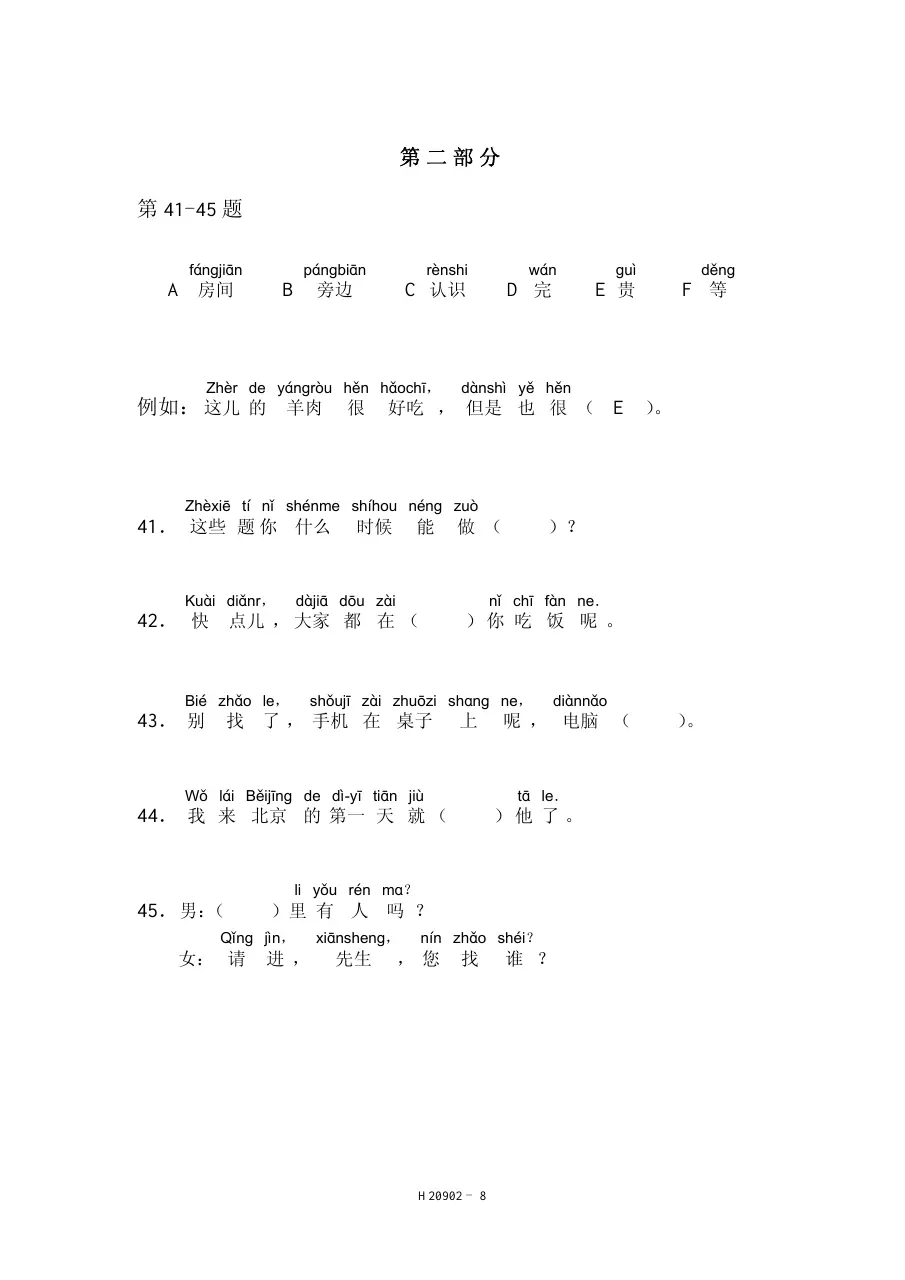 第二部分
第 41-45 题
fángjiān pángbiān rènshi wán guì děng
A 房间 B 旁边 C 认识 D 完 E 贵 F 等
Zhèr de yángròu hěn hǎochī, dànshì yě hěn
例如：这儿的羊肉很好吃，但是也很（ E ）。
Zhèxiē tí nǐ shénme shíhou néng zuò
41. 这些题你什么时候能做（ ）？
Kuài diǎnr, dàjiā dōu zài nǐ chī fàn ne.
42. 快点儿，大家都在（ ）你吃饭呢。
Bié zhǎo le, shǒujī zài zhuōzi shang ne, diànnǎo
43. 别找了，手机在桌子上呢，电脑（ ）。
Wǒ lái Běijīng de dì-yī tiān jiù tā le.
44. 我来北京的第一天就（ ）他了。
li yǒu rén ma?
45. 男：（ ）里有人吗？
Qǐng jìn, xiānsheng, nín zhǎo shéi?
女：请进，先生，您找谁？
H20902 - 8